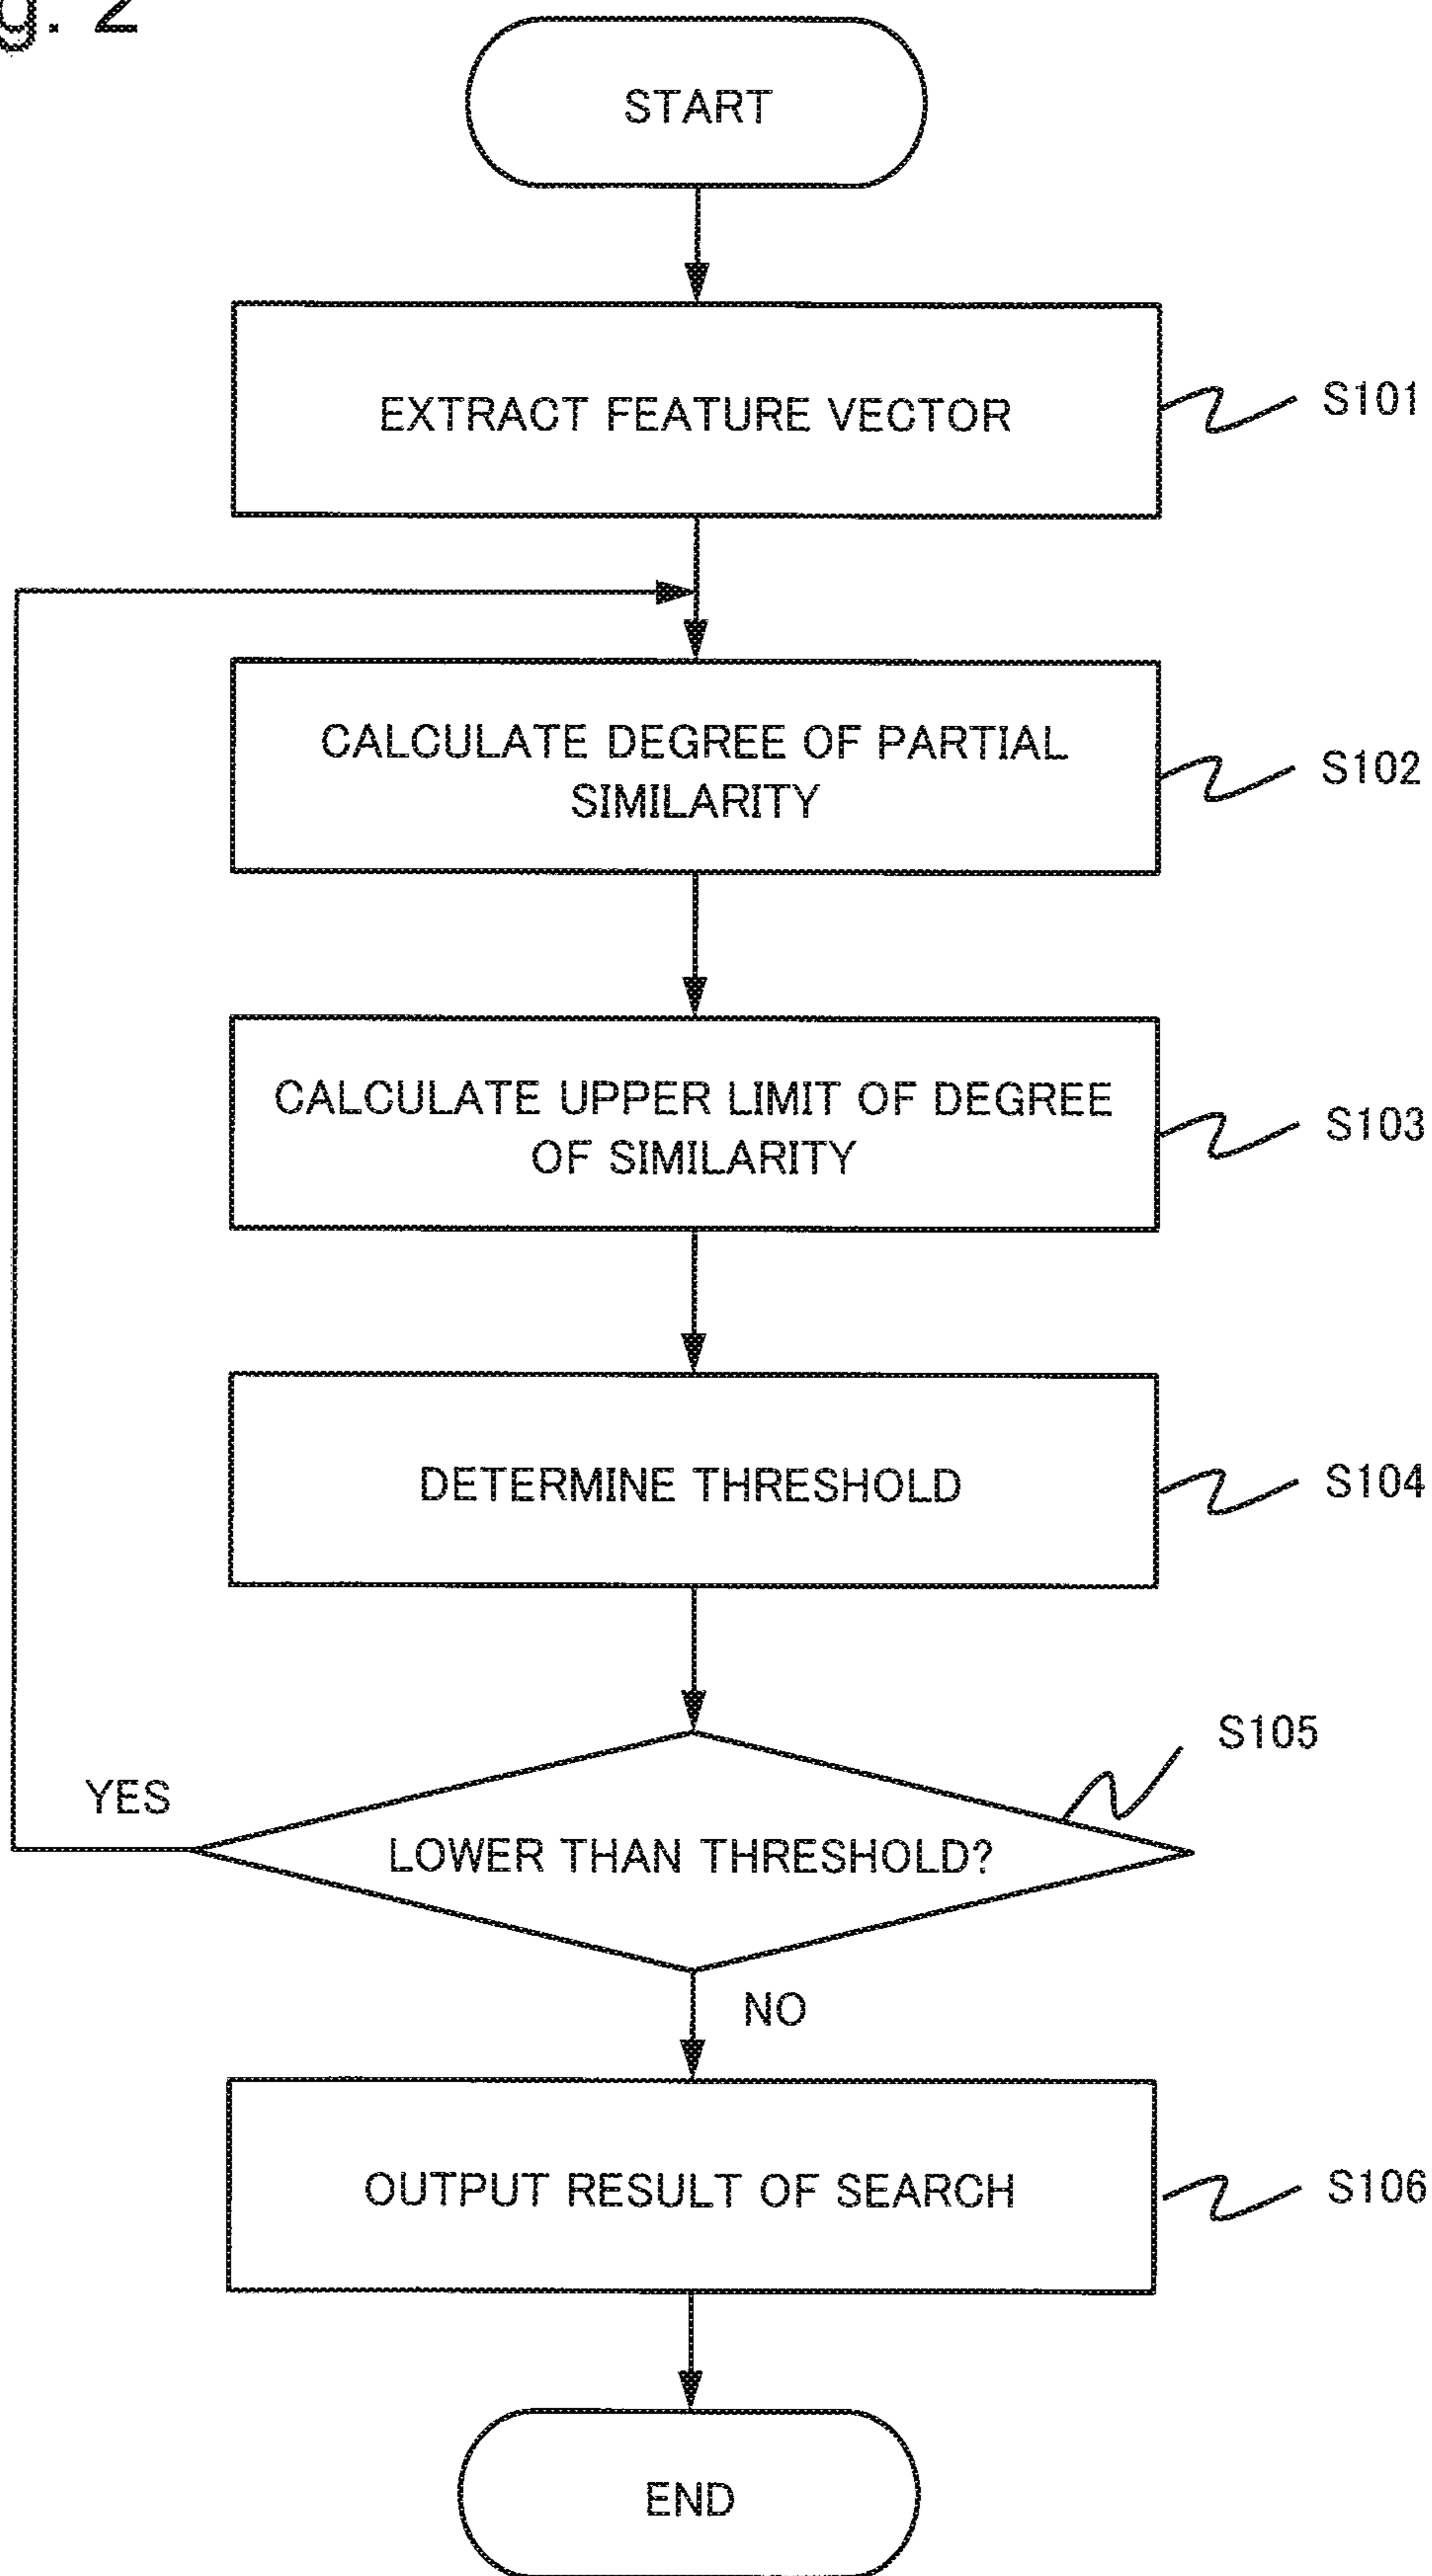 g. 2
START
EXTRACT FEATURE VECTOR
S101
CALCULATE DEGREE OF PARTIAL
SIMILARITY
S102
CALCULATE UPPER LIMIT OF DEGREE
OF SIMILARITY
S103
DETERMINE THRESHOLD
S104
S105
YES
LOWER THAN THRESHOLD?
NO
OUTPUT RESULT OF SEARCH
S106
END